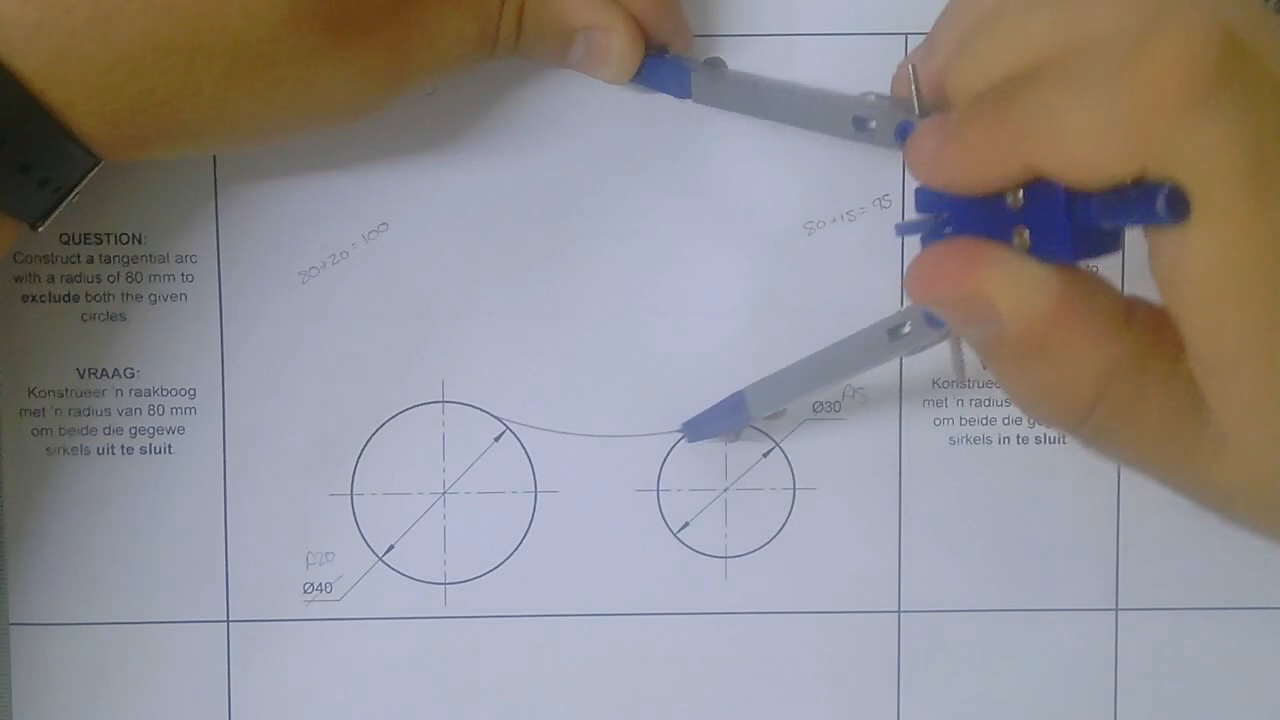 QUESTION:
Construct a tangential arc
with a radius of 80 mm to
exclude both the given
circles
VRAAG:
Konstrueer 'n raakboog
met 'n radius van 80 mm
om beide die gegewe
sirkels uit te sluit.
80+20=100
80+15=95
Ø30
R15
R20
Ø40
Konstruee
met 'n radius
om beide die
sirkels in te sluit